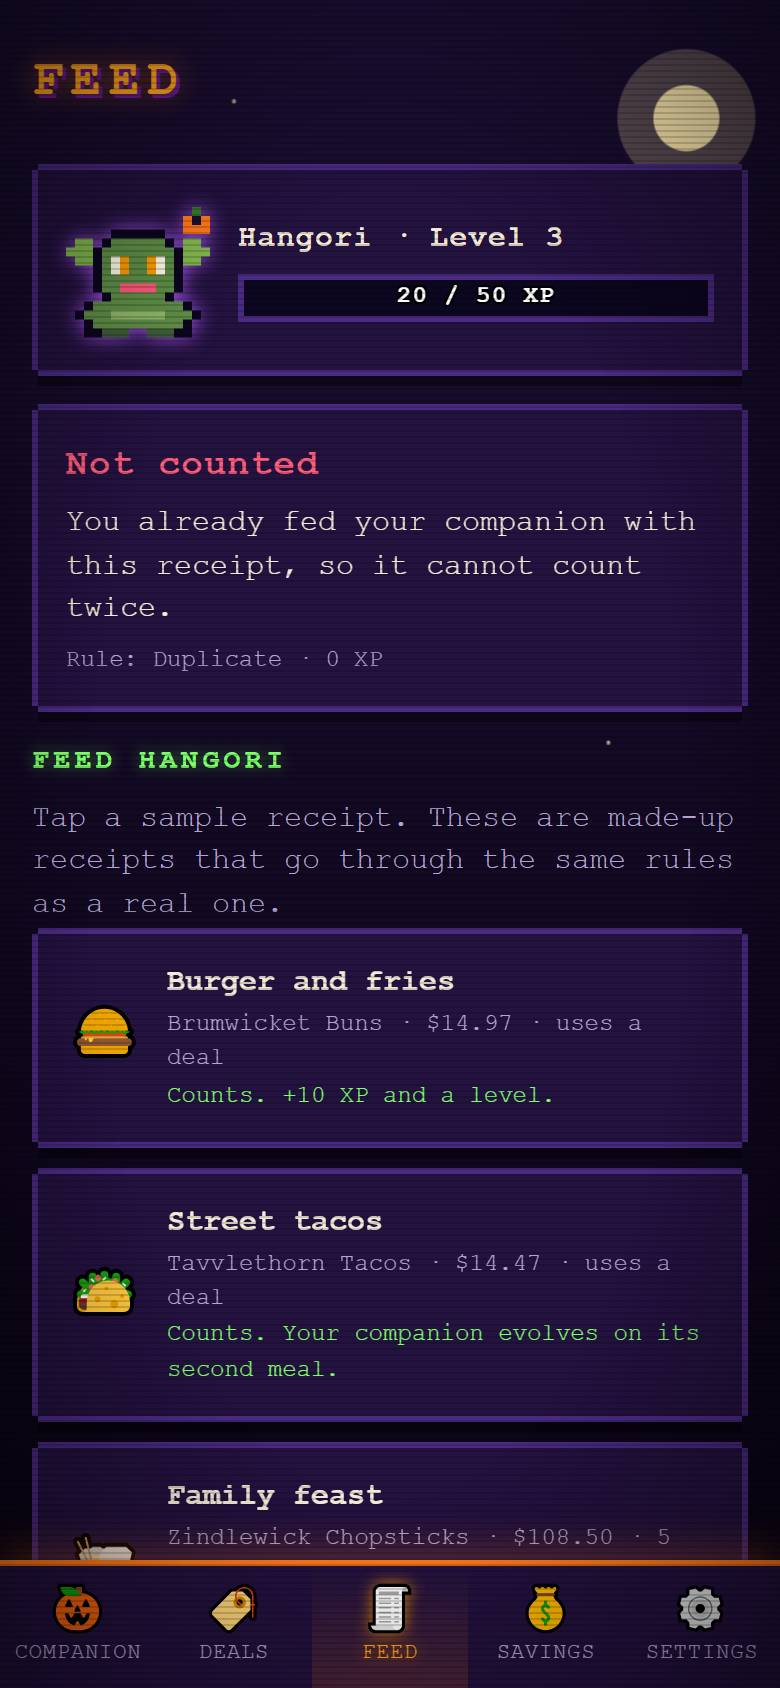 FEED
Hangori · Level 3
20 / 50 XP
Not counted
You already fed your companion with
this receipt, so it cannot count
twice.
Rule: Duplicate · 0 XP
FEED HANGORI
Tap a sample receipt. These are made-up
receipts that go through the same rules
as a real one.
Burger and fries
Brumwicket Buns · $14.97 · uses a
deal
Counts. +10 XP and a level.
Street tacos
Tavvlethorn Tacos · $14.47 · uses a
deal
Counts. Your companion evolves on its
second meal.
Family feast
Zindlewick Chopsticks · $108.50 · 5
COMPANION
DEALS
FEED
SAVINGS
SETTINGS